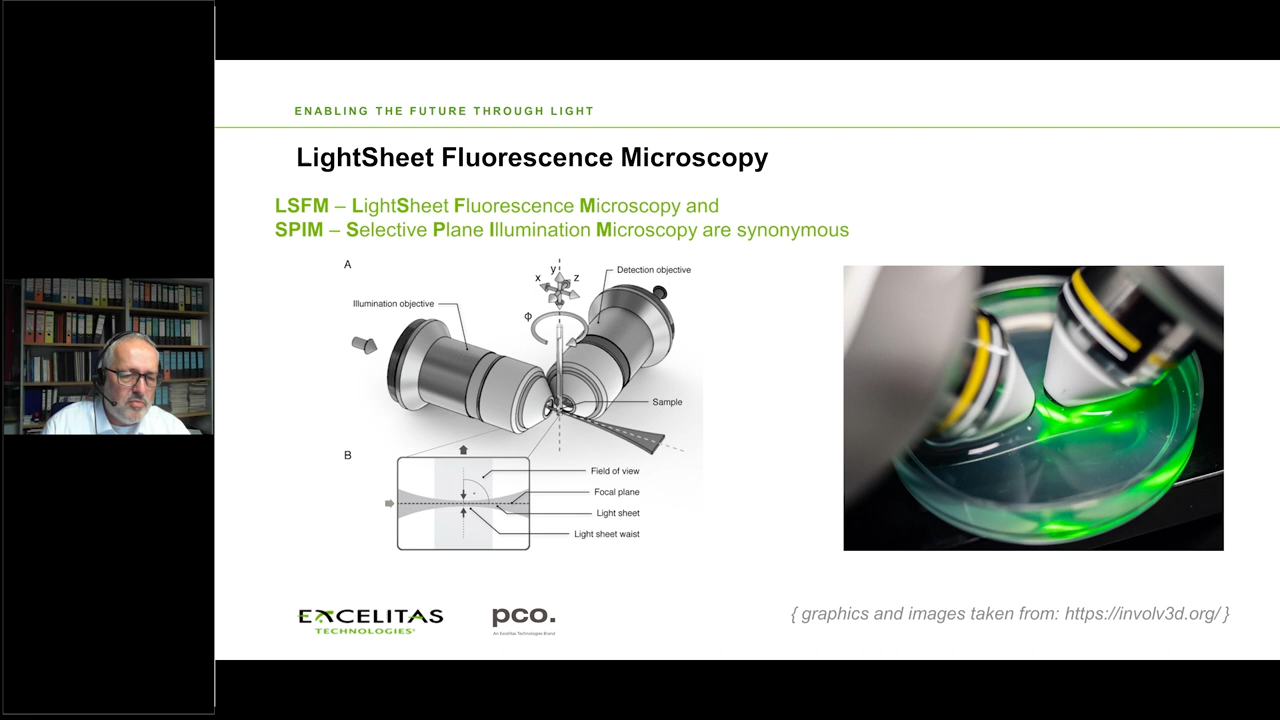 ENABLING THE FUTURE THROUGH LIGHT
LightSheet Fluorescence Microscopy
LSFM – LightSheet Fluorescence Microscopy and
SPIM – Selective Plane Illumination Microscopy are synonymous
A
y
x
z
Detection objective
Illumination objective
ϕ
Sample
B
Field of view
Focal plane
Light sheet
Light sheet waist
EXCELITAS
TECHNOLOGIES®
pco.
An Excelitas Technologies Brand
{ graphics and images taken from: https://involv3d.org/ }